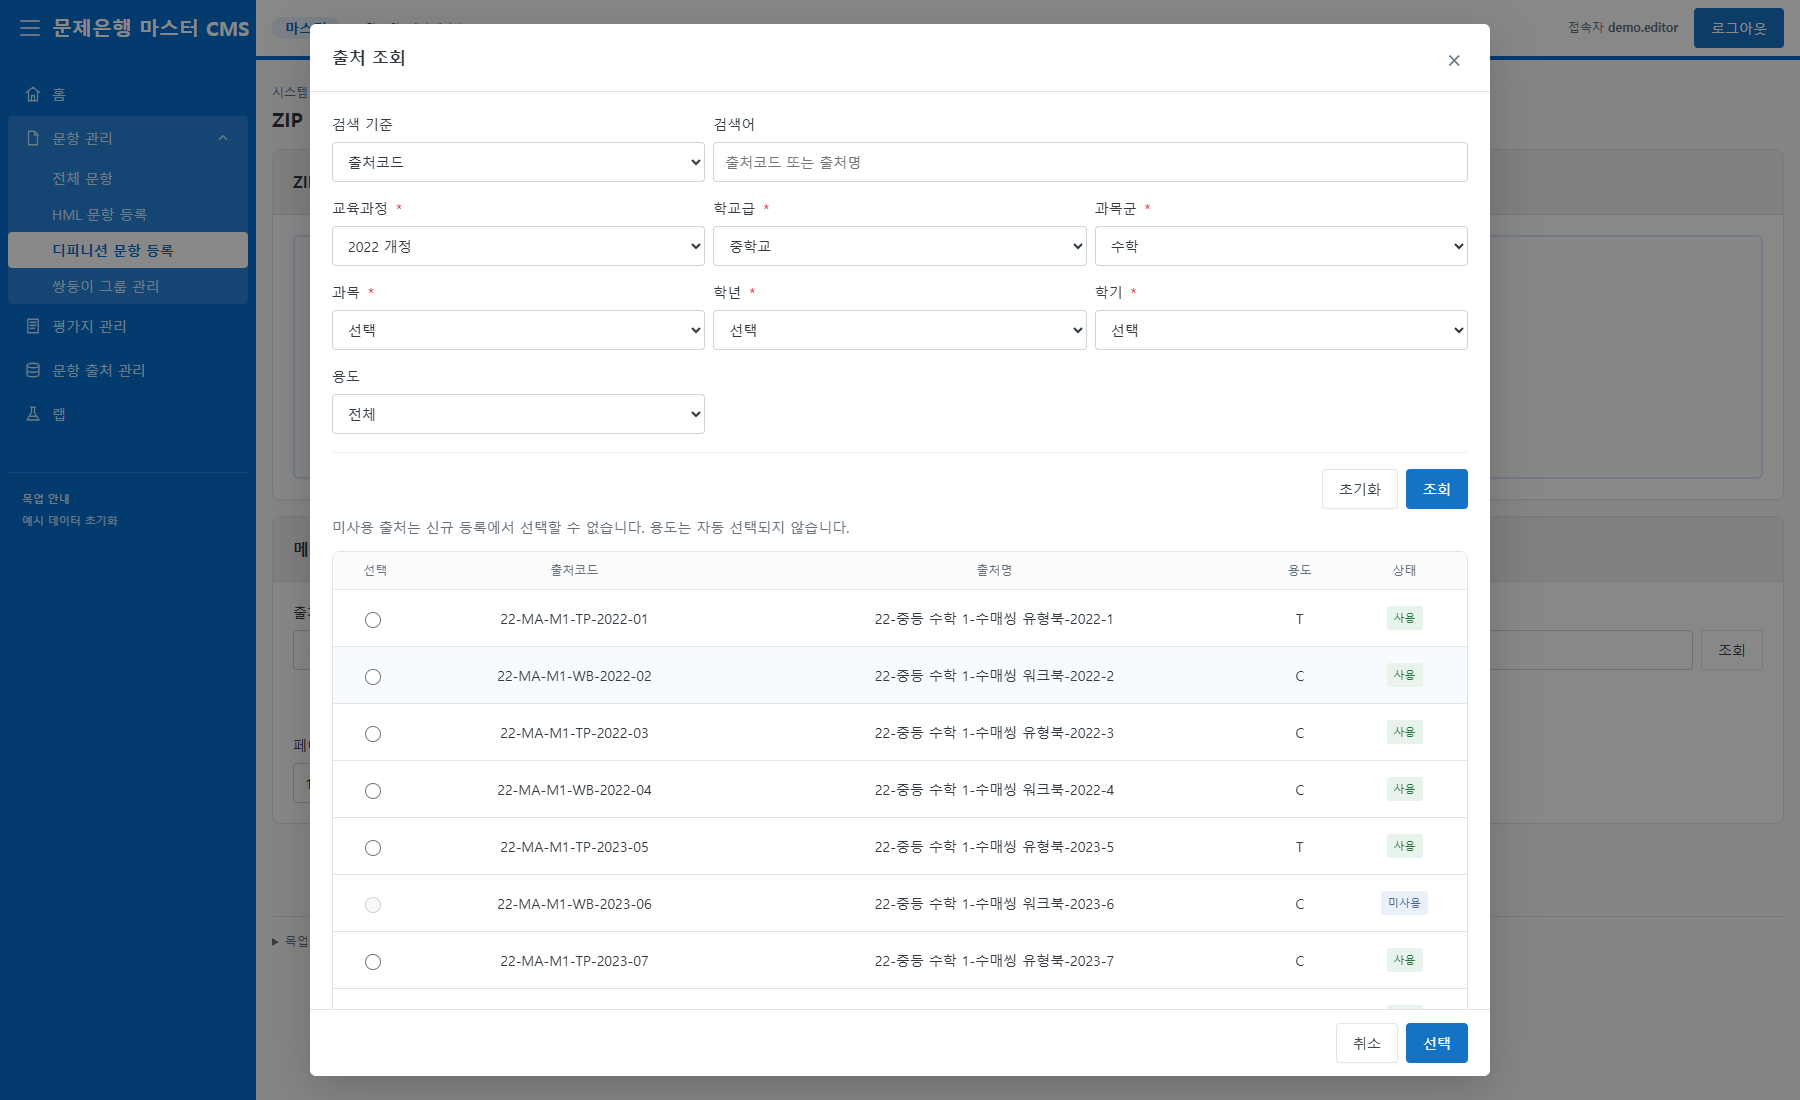 문제은행 마스터 CMS
홈
문항 관리
전체 문항
HML 문항 등록
디피니션 문항 등록
쌍둥이 그룹 관리
평가지 관리
문항 출처 관리
랩
목업 안내
예시 데이터 초기화
접속자 demo.editor
로그아웃
시스템
ZIP
조회
목업
출처 조회
검색 기준
검색어
출처코드
출처코드 또는 출처명
교육과정 *
학교급 *
과목군 *
2022 개정
중학교
수학
과목 *
학년 *
학기 *
선택
선택
선택
용도
전체
초기화
조회
미사용 출처는 신규 등록에서 선택할 수 없습니다. 용도는 자동 선택되지 않습니다.
선택 출처코드 출처명 용도 상태
22-MA-M1-TP-2022-01 22-중등 수학 1-수매씽 유형북-2022-1 T 사용
22-MA-M1-WB-2022-02 22-중등 수학 1-수매씽 워크북-2022-2 C 사용
22-MA-M1-TP-2022-03 22-중등 수학 1-수매씽 유형북-2022-3 C 사용
22-MA-M1-WB-2022-04 22-중등 수학 1-수매씽 워크북-2022-4 C 사용
22-MA-M1-TP-2023-05 22-중등 수학 1-수매씽 유형북-2023-5 T 사용
22-MA-M1-WB-2023-06 22-중등 수학 1-수매씽 워크북-2023-6 C 미사용
22-MA-M1-TP-2023-07 22-중등 수학 1-수매씽 유형북-2023-7 C 사용
취소
선택